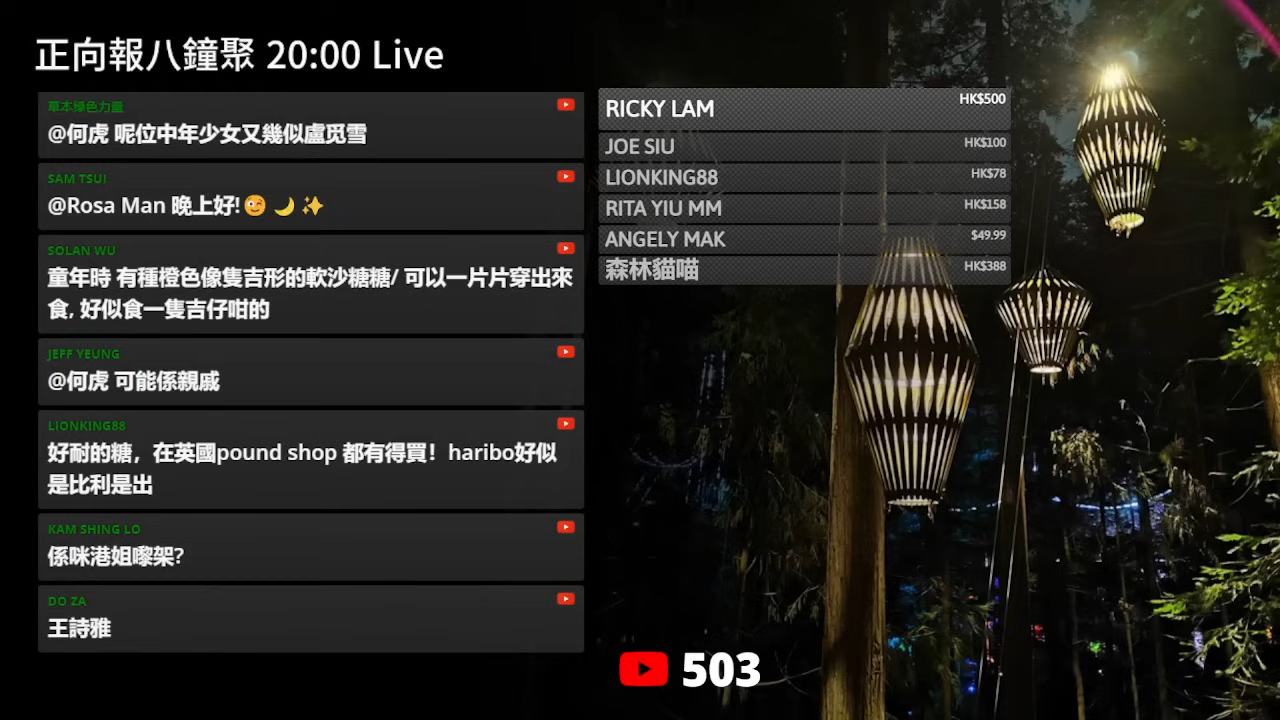 正向報八鐘聚 20:00 Live
草本绿色力量
@何虎 呢位中年少女又幾似盧覓雪
SAM TSUI
@Rosa Man 晚上好!😌 🌙 ✨
SOLAN WU
童年時 有種橙色像隻吉形的軟沙糖糖/ 可以一片片穿出來
食, 好似食一隻吉仔咁的
JEFF YEUNG
@何虎 可能係親戚
LIONKING88
好耐的糖，在英國pound shop 都有得買！haribo好似
是比利是出
KAM SHING LO
係咪港姐嚟架?
DO ZA
王詩雅
RICKY LAM
HK$500
JOE SIU
HK$100
LIONKING88
HK$78
RITA YIU MM
HK$158
ANGELY MAK
$49.99
森林貓喵
HK$388
503